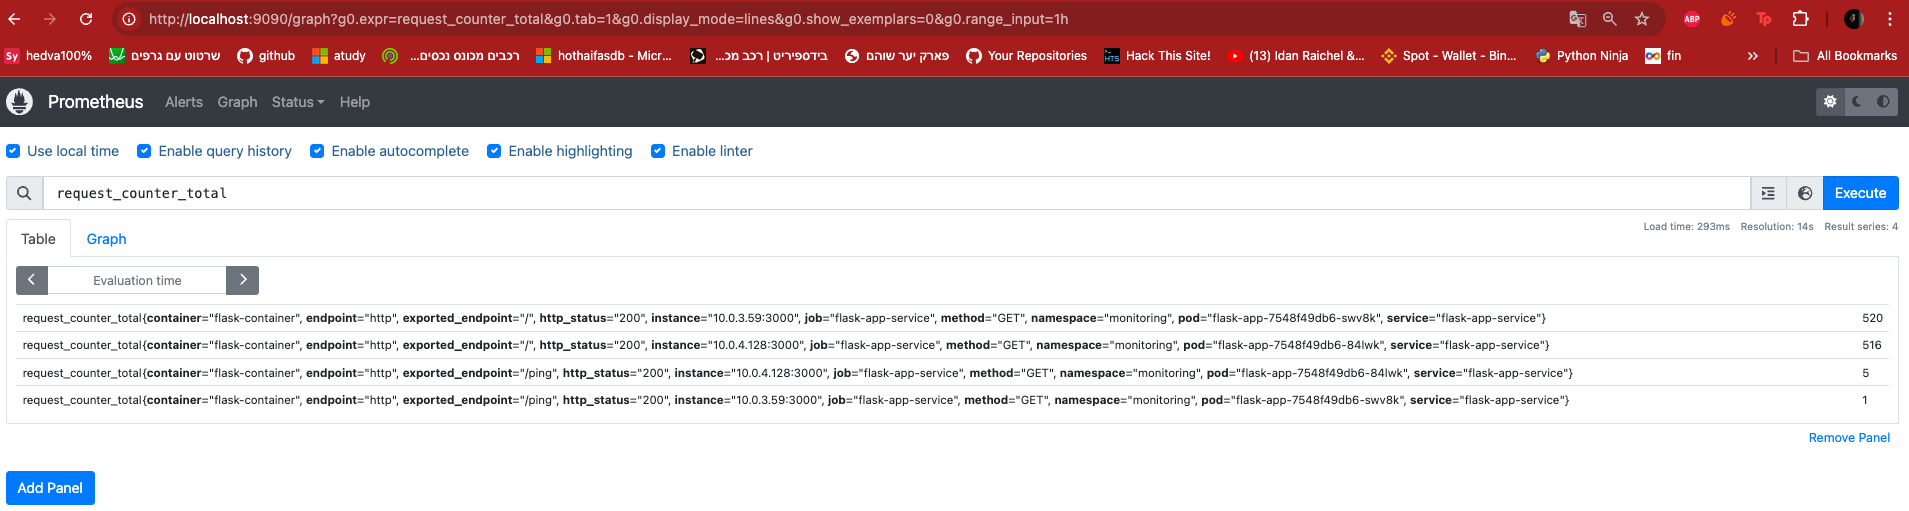 http://localhost:9090/graph?g0.expr=request_counter_total&g0.tab=1&g0.display_mode=lines&g0.show_exemplars=0&g0.range_input=1h ABP Tp
Sy hedva100% שרטוט עם גרפים github atudy רכבים מכונס נכסים... hothaifasdb - Micr... בידספיריט | רכב מכ... פארק יער שוהם Your Repositories HTS Hack This Site! (13) Idan Raichel &... Spot - Wallet - Bin... Python Ninja fin » All Bookmarks
Prometheus Alerts Graph Status Help
Use local time Enable query history Enable autocomplete Enable highlighting Enable linter
request_counter_total Execute
Table Graph Load time: 293ms Resolution: 14s Result series: 4
Evaluation time
request_counter_total{container="flask-container", endpoint="http", exported_endpoint="/", http_status="200", instance="10.0.3.59:3000", job="flask-app-service", method="GET", namespace="monitoring", pod="flask-app-7548f49db6-swv8k", service="flask-app-service"} 520
request_counter_total{container="flask-container", endpoint="http", exported_endpoint="/", http_status="200", instance="10.0.4.128:3000", job="flask-app-service", method="GET", namespace="monitoring", pod="flask-app-7548f49db6-84lwk", service="flask-app-service"} 516
request_counter_total{container="flask-container", endpoint="http", exported_endpoint="/ping", http_status="200", instance="10.0.4.128:3000", job="flask-app-service", method="GET", namespace="monitoring", pod="flask-app-7548f49db6-84lwk", service="flask-app-service"} 5
request_counter_total{container="flask-container", endpoint="http", exported_endpoint="/ping", http_status="200", instance="10.0.3.59:3000", job="flask-app-service", method="GET", namespace="monitoring", pod="flask-app-7548f49db6-swv8k", service="flask-app-service"} 1
Remove Panel
Add Panel